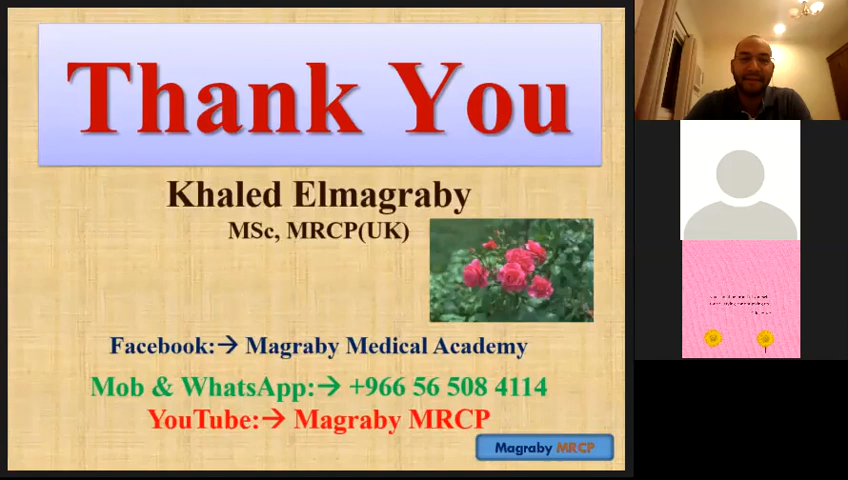 Thank You
Khaled Elmagraby
MSc, MRCP(UK)
Facebook:→ Magraby Medical Academy
Mob & WhatsApp:→ +966 56 508 4114
YouTube:→ Magraby MRCP
Magraby MRCP